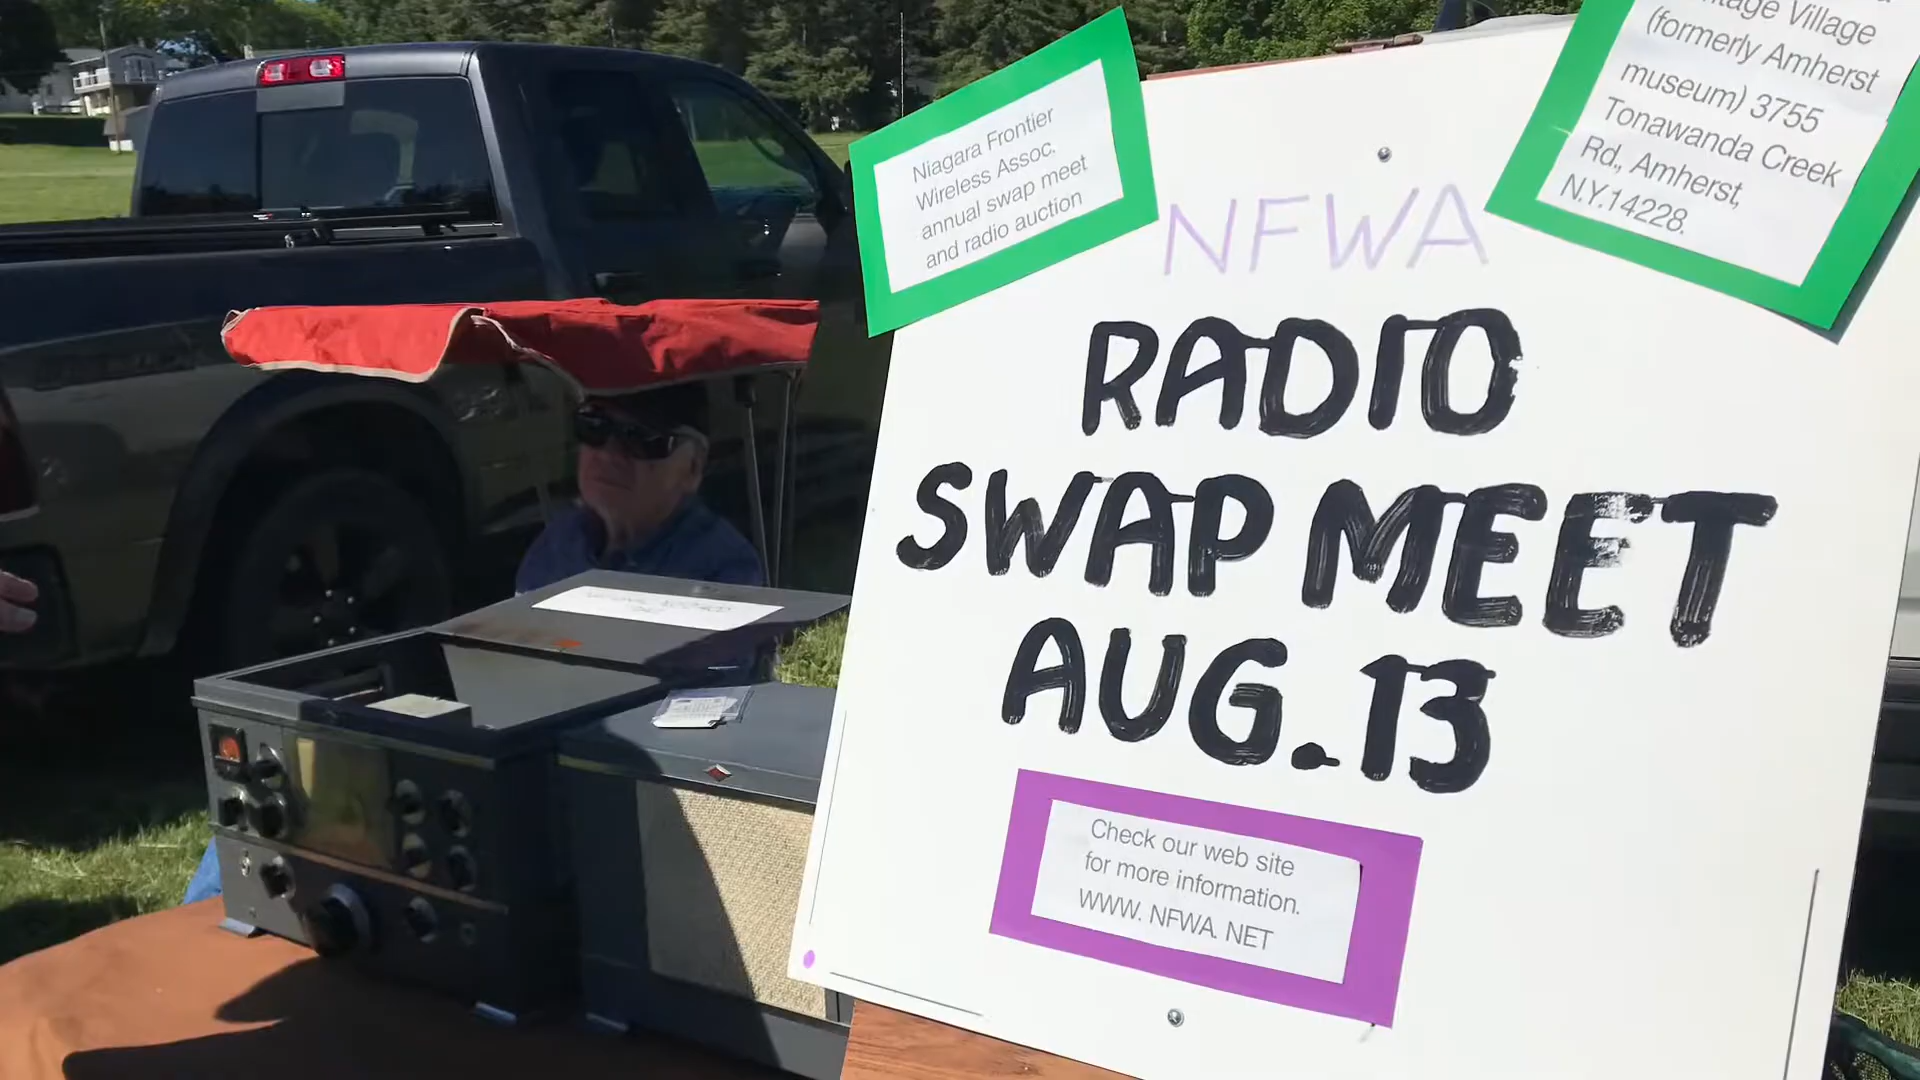 Niagara Frontier
Wireless Assoc.
annual swap meet
and radio auction
Village
(formerly Amherst
museum) 3755
Tonawanda Creek
Rd., Amherst,
N.Y.14228.
NFWA
RADIO
SWAP MEET
AUG.13
Check our web site
for more information.
WWW. NFWA. NET